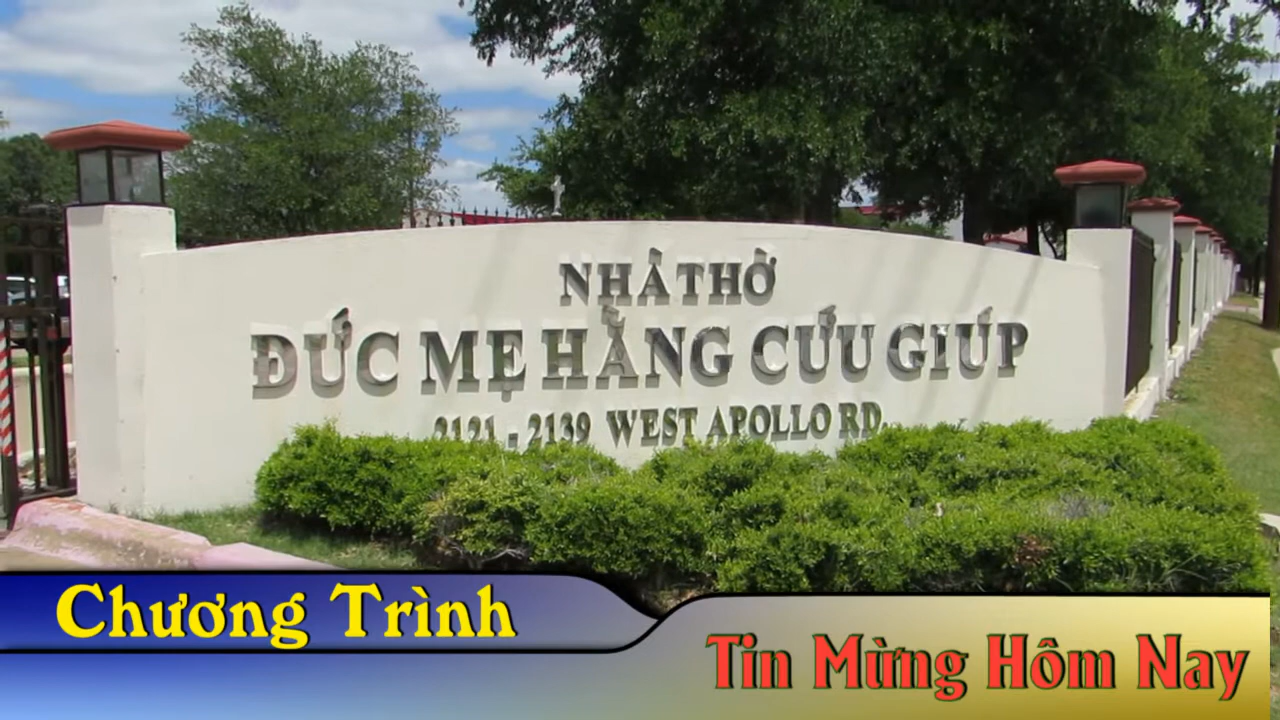 NHÀ THỜ
ĐỨC MẸ HẰNG CỨU GIÚP
2121 - 2139 WEST APOLLO RD.
Chương Trình
Tin Mừng Hôm Nay